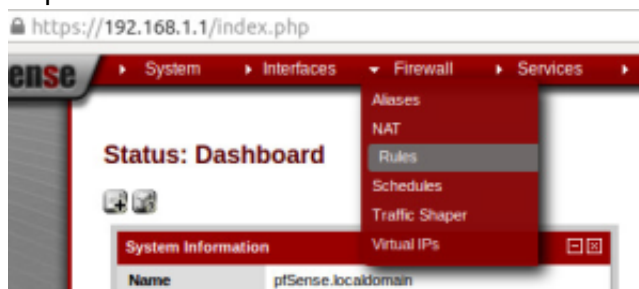 https://192.168.1.1/index.php
ense System Interfaces Firewall Services
Aliases
NAT
Rules
Schedules
Traffic Shaper
Virtual IPs
Status: Dashboard
System Information
Name pfSense.localdomain